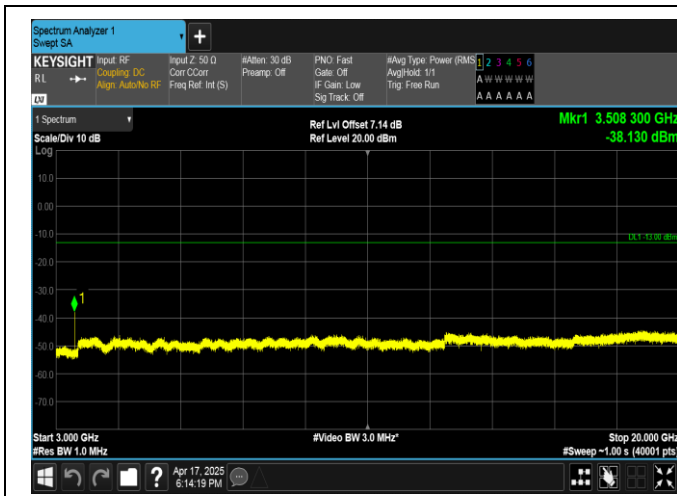 Spectrum Analyzer 1
Swept SA
+
KEYSIGHT
RL
LXI
Input: RF
Coupling: DC
Align: Auto/No RF
Input Z: 50 Ω
Corr CCorr
Freq Ref: Int (S)
#Atten: 30 dB
Preamp: Off
PNO: Fast
Gate: Off
IF Gain: Low
Sig Track: Off
#Avg Type: Power (RMS
Avg|Hold: 1/1
Trig: Free Run
1 2 3 4 5 6
A W W W W W
A A A A A A
1 Spectrum
Scale/Div 10 dB
Log
Ref Lvl Offset 7.14 dB
Ref Level 20.00 dBm
Mkr1 3.508 300 GHz
-38.130 dBm
10.0
0.00
-10.0
DL1 -13.00 dBm
-20.0
-30.0
1
-40.0
-50.0
-60.0
-70.0
Start 3.000 GHz
#Res BW 1.0 MHz
#Video BW 3.0 MHz*
Stop 20.000 GHz
#Sweep ~1.00 s (40001 pts)
?
Apr 17, 2025
6:14:19 PM